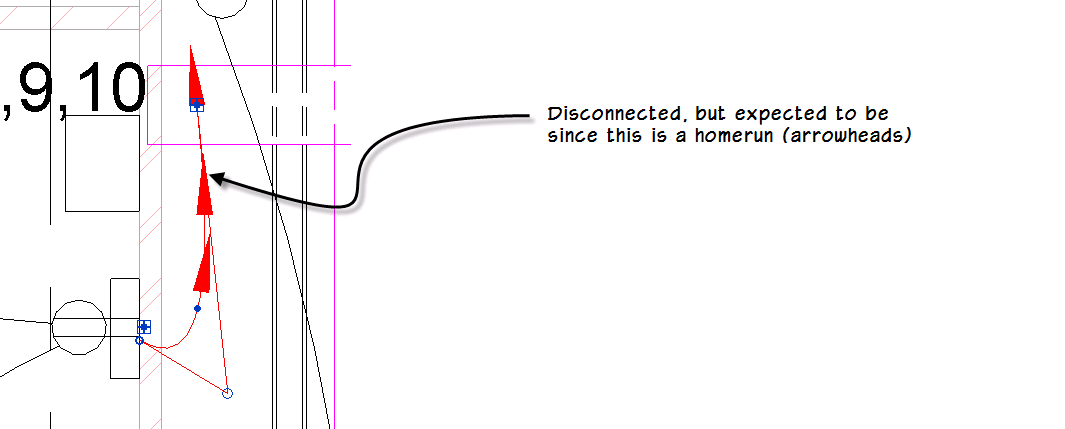 ,9,10
Disconnected, but expected to be
since this is a homerun (arrowheads)